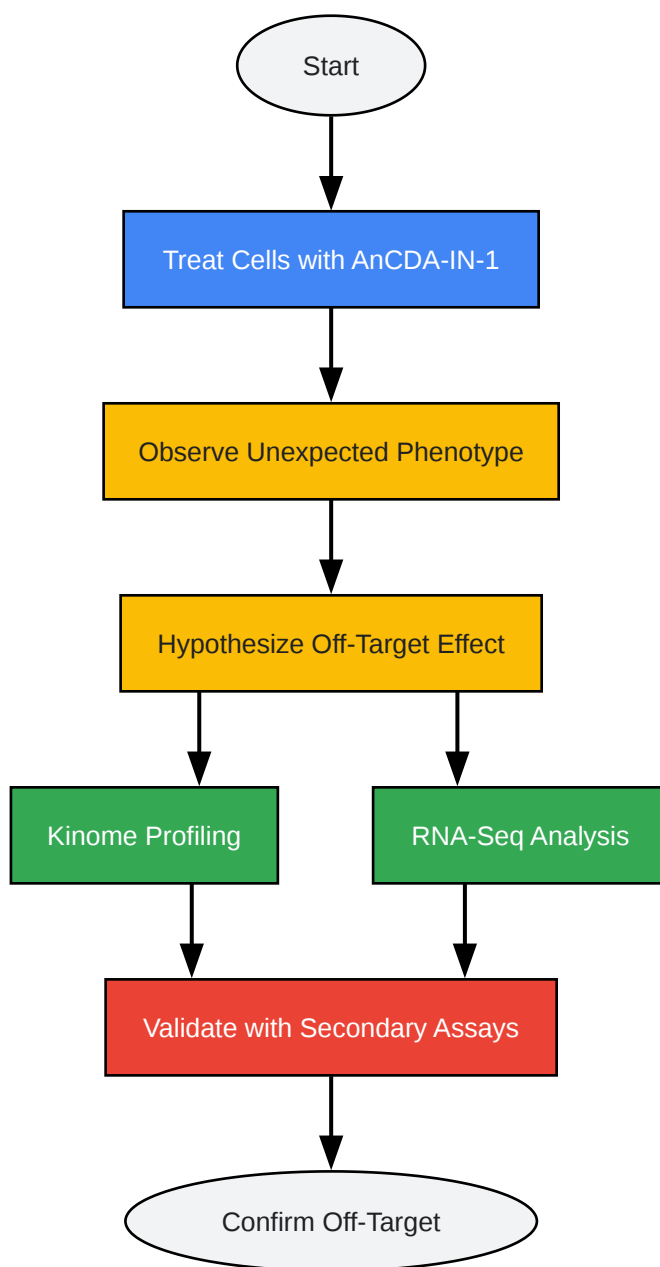 Start
Treat Cells with AnCDA-IN-1
Observe Unexpected Phenotype
Hypothesize Off-Target Effect
Kinome Profiling
RNA-Seq Analysis
Validate with Secondary Assays
Confirm Off-Target